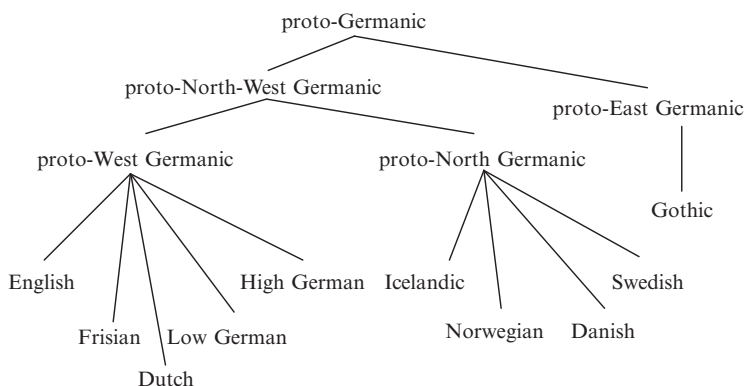 proto-Germanic
proto-North-West Germanic
proto-East Germanic
proto-West Germanic
proto-North Germanic
Gothic
English
High German
Icelandic
Swedish
Frisian
Low German
Norwegian
Danish
Dutch